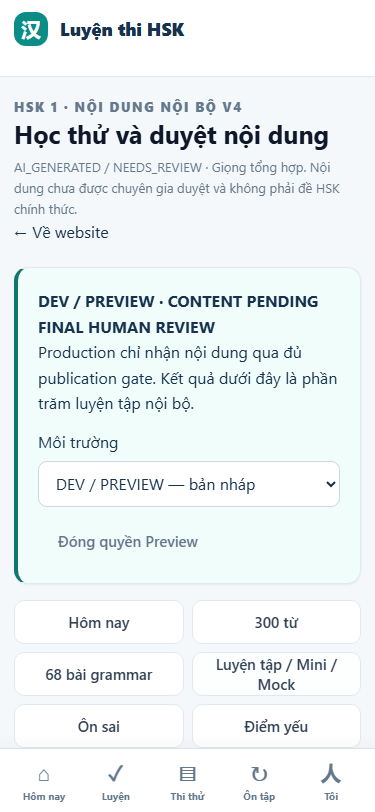 汉 Luyện thi HSK
HSK 1 · NỘI DUNG NỘI BỘ V4
Học thử và duyệt nội dung
AI_GENERATED / NEEDS_REVIEW · Giọng tổng hợp. Nội
dung chưa được chuyên gia duyệt và không phải đề HSK
chính thức.
← Về website
DEV / PREVIEW · CONTENT PENDING
FINAL HUMAN REVIEW
Production chỉ nhận nội dung qua đủ
publication gate. Kết quả dưới đây là phần
trăm luyện tập nội bộ.
Môi trường
DEV / PREVIEW — bản nháp
Đóng quyền Preview
Hôm nay 300 từ
68 bài grammar Luyện tập / Mini /
Mock
Ôn sai Điểm yếu
Hôm nay Luyện Thi thử Ôn tập 人 Tôi